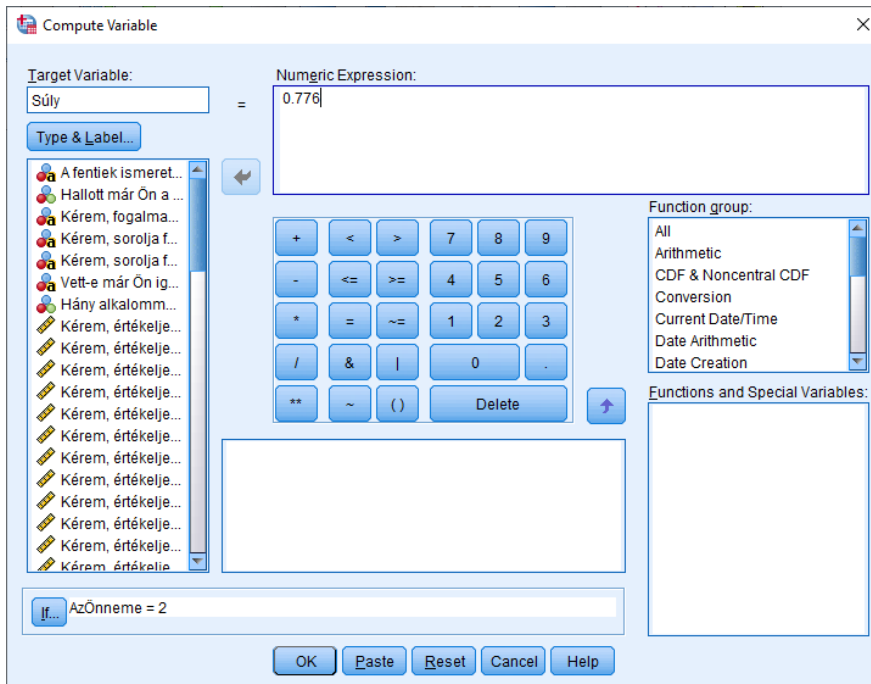 Compute Variable
Target Variable:
Súly
=
Numeric Expression:
0.776
Type & Label...
A fentiek ismeret...
Hallott már Ön a ...
Kérem, fogalma...
Kérem, sorolja f...
Kérem, sorolja f...
Vett-e már Ön ig...
Hány alkalomm...
Kérem, értékelje...
Kérem, értékelje...
Kérem, értékelje...
Kérem, értékelje...
Kérem, értékelje...
Kérem, értékelje...
Kérem, értékelje...
Kérem, értékelje...
Kérem, értékelje...
Kérem, értékelje...
Kérem, értékelje...
Kérem, értékelje...
+ < > 7 8 9
- <= >= 4 5 6
* = ~= 1 2 3
/ & | 0 .
** ~ ( ) Delete
Function group:
All
Arithmetic
CDF & Noncentral CDF
Conversion
Current Date/Time
Date Arithmetic
Date Creation
Functions and Special Variables:
If... AzÖnneme = 2
OK Paste Reset Cancel Help